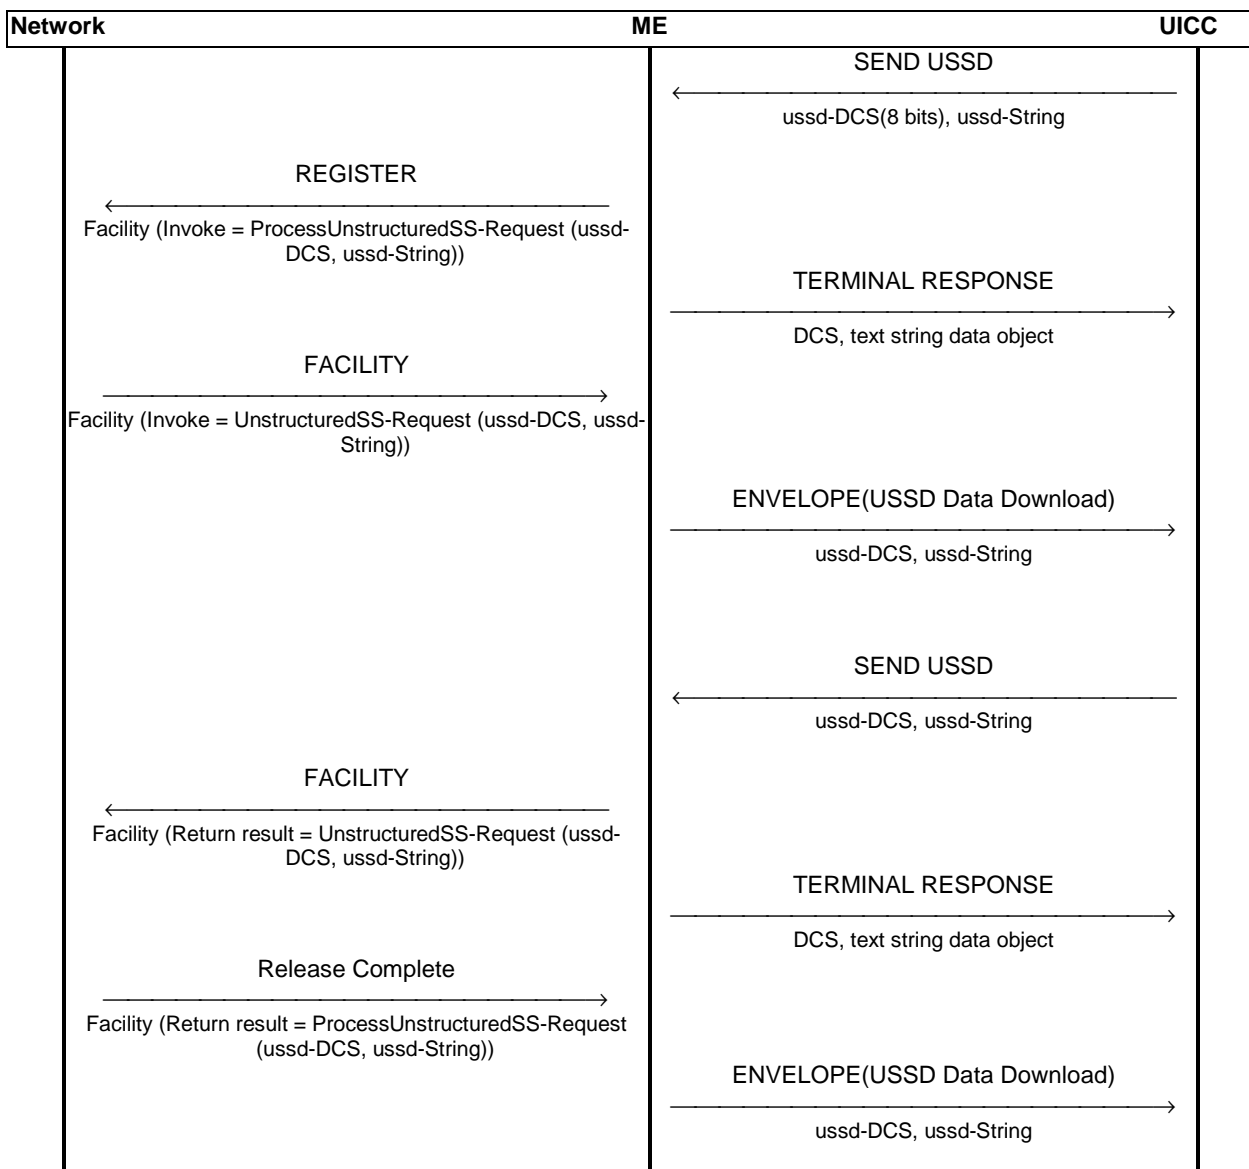 Network ME UICC
SEND USSD
ussd-DCS(8 bits), ussd-String
REGISTER
Facility (Invoke = ProcessUnstructuredSS-Request (ussd-
DCS, ussd-String))
TERMINAL RESPONSE
DCS, text string data object
FACILITY
Facility (Invoke = UnstructuredSS-Request (ussd-DCS, ussd-
String))
ENVELOPE(USSD Data Download)
ussd-DCS, ussd-String
SEND USSD
ussd-DCS, ussd-String
FACILITY
Facility (Return result = UnstructuredSS-Request (ussd-
DCS, ussd-String))
TERMINAL RESPONSE
DCS, text string data object
Release Complete
Facility (Return result = ProcessUnstructuredSS-Request
(ussd-DCS, ussd-String))
ENVELOPE(USSD Data Download)
ussd-DCS, ussd-String